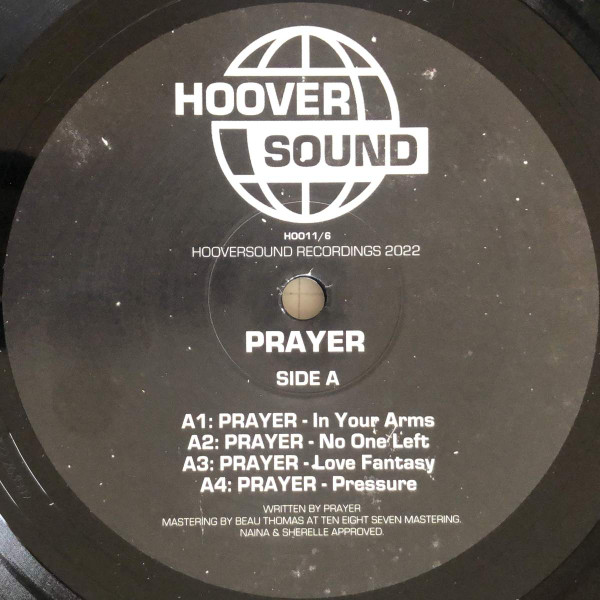 HOOVER
SOUND
HOO11/6
HOOVERSOUND RECORDINGS 2022
PRAYER
SIDE A
A1: PRAYER - In Your Arms
A2: PRAYER - No One Left
A3: PRAYER - Love Fantasy
A4: PRAYER - Pressure
WRITTEN BY PRAYER
MASTERING BY BEAU THOMAS AT TEN EIGHT SEVEN MASTERING.
NAINA & SHERELLE APPROVED.